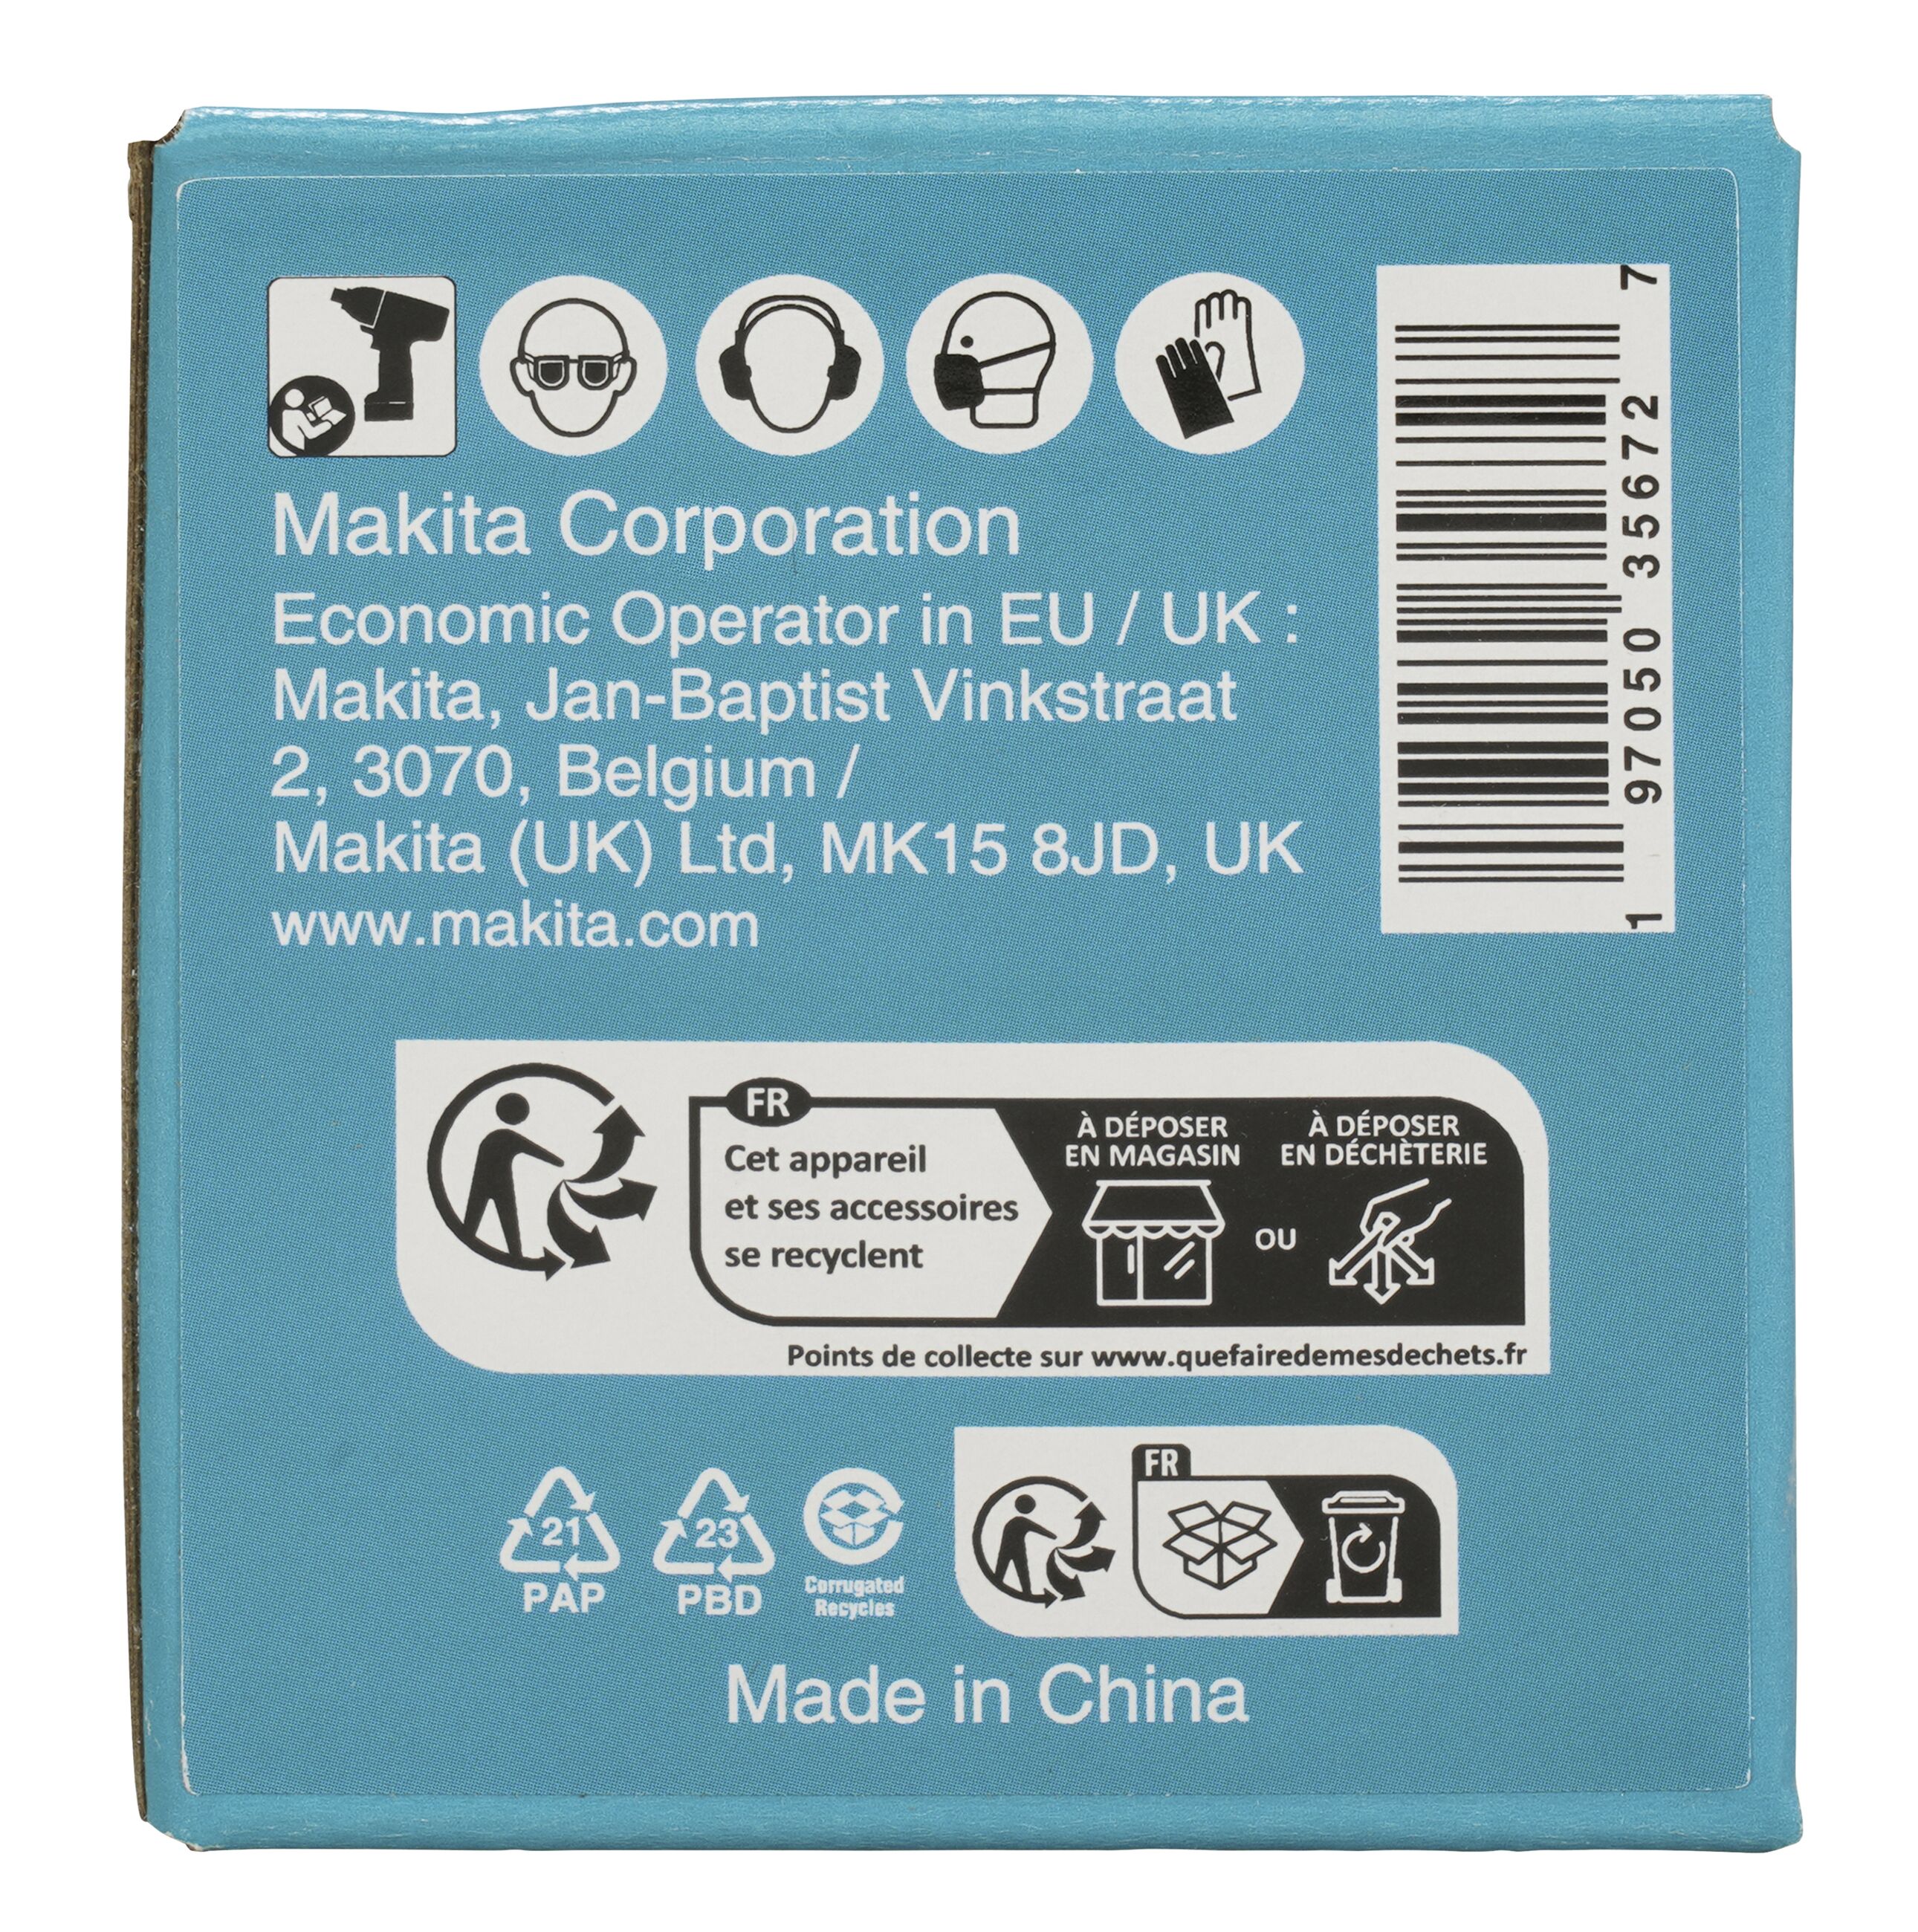 Makita Corporation
Economic Operator in EU / UK :
Makita, Jan-Baptist Vinkstraat
2, 3070, Belgium /
Makita (UK) Ltd, MK15 8JD, UK
www.makita.com
1 97050 35672 7
FR
Cet appareil
et ses accessoires
se recyclent
À DÉPOSER
EN MAGASIN
OU
À DÉPOSER
EN DÉCHÈTERIE
Points de collecte sur www.quefairedemesdechets.fr
21
PAP
23
PBD
Corrugated
Recycles
FR
Made in China